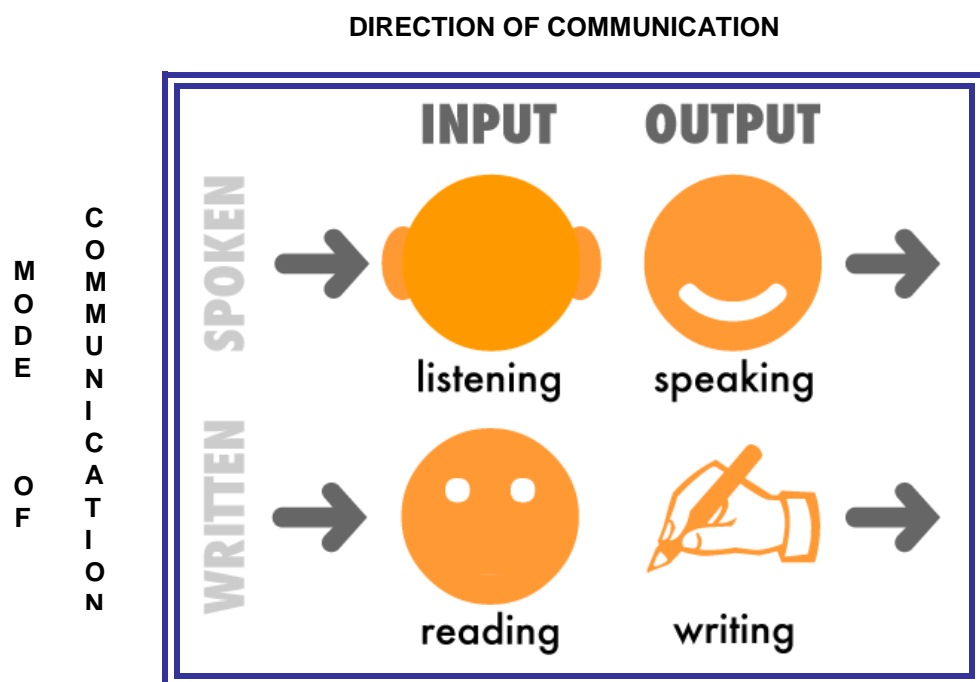 DIRECTION OF COMMUNICATION
INPUT OUTPUT
SPOKEN
listening speaking
WRITTEN
reading writing
MODE OF
COMMUNICATION